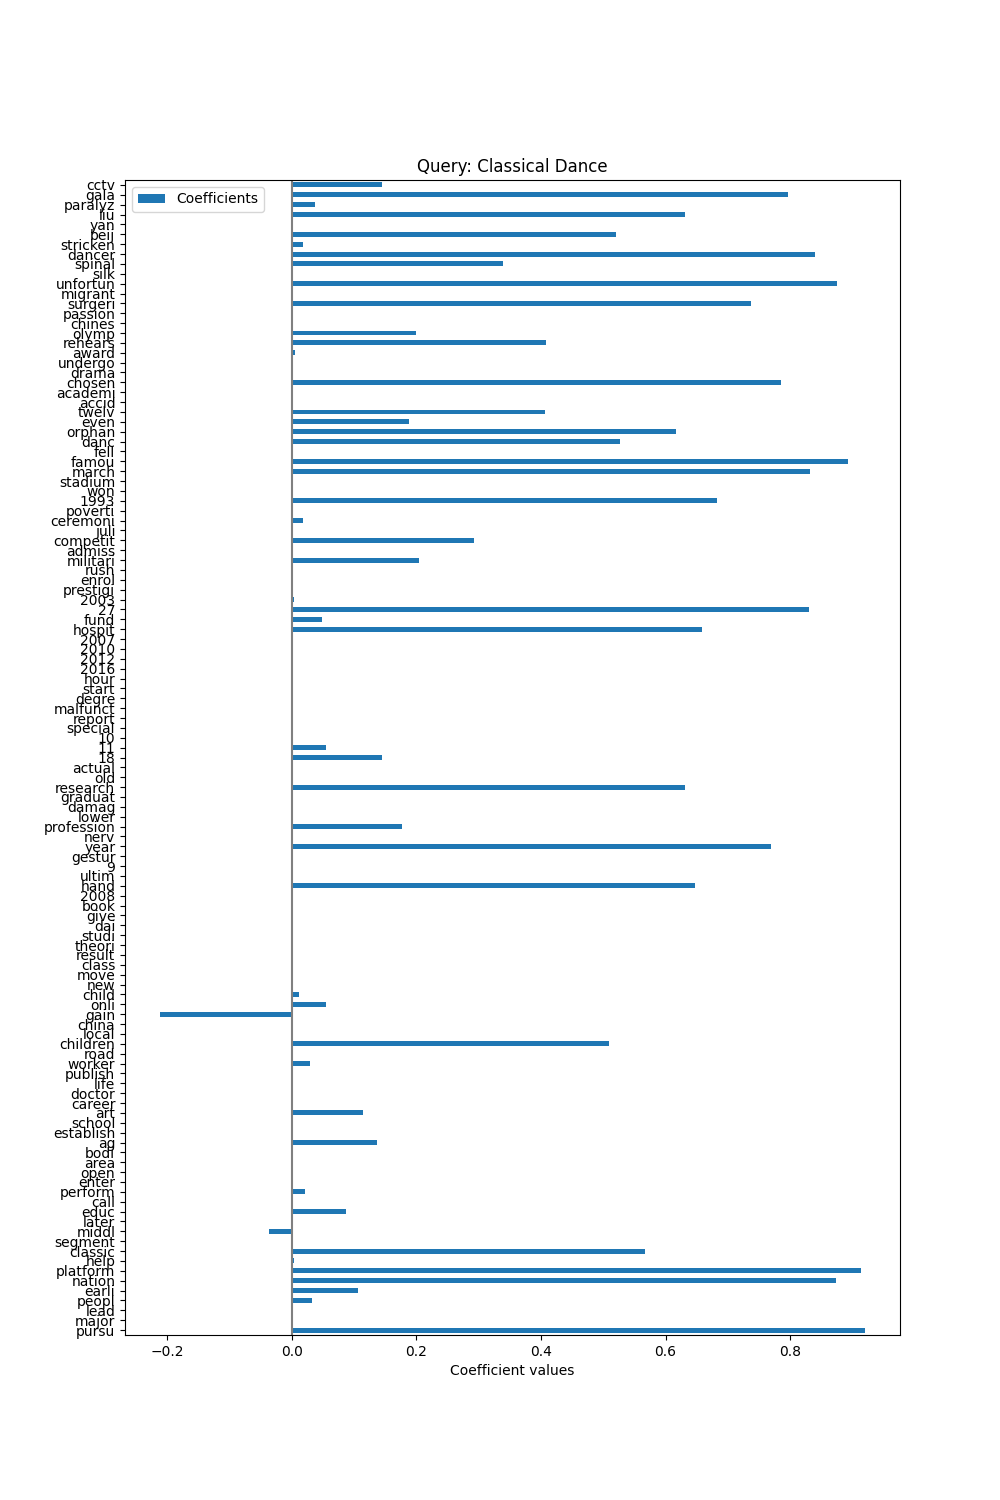 Query: Classical Dance
Coefficients
cctv
gala
paralyz
liu
yan
beij
stricken
dancer
spinal
silk
unfortun
migrant
surgeri
passion
chines
olymp
rehears
award
undergo
drama
chosen
academi
accid
twelv
even
orphan
danc
fell
famou
march
stadium
won
1993
poverti
ceremoni
juli
competit
admiss
militari
rush
enrol
prestigi
2003
27
fund
hospit
2007
2010
2012
2016
hour
start
degre
malfunct
report
special
10
11
18
actual
old
research
graduat
damag
lower
profession
nerv
year
gestur
9
ultim
hand
2008
book
give
dai
studi
theori
result
class
move
new
child
onli
gain
china
local
children
road
worker
publish
life
doctor
career
art
school
establish
ag
bodi
area
open
enter
perform
call
educ
later
middl
segment
classic
help
platform
nation
earli
peopl
lead
major
pursu
−0.2 0.0 0.2 0.4 0.6 0.8
Coefficient values